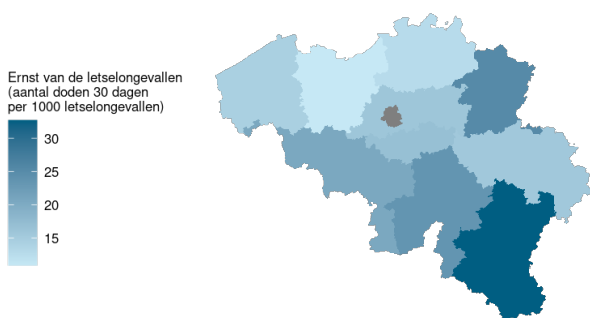 Ernst van de letselongevallen
(aantal doden 30 dagen
per 1000 letselongevallen)
30
25
20
15